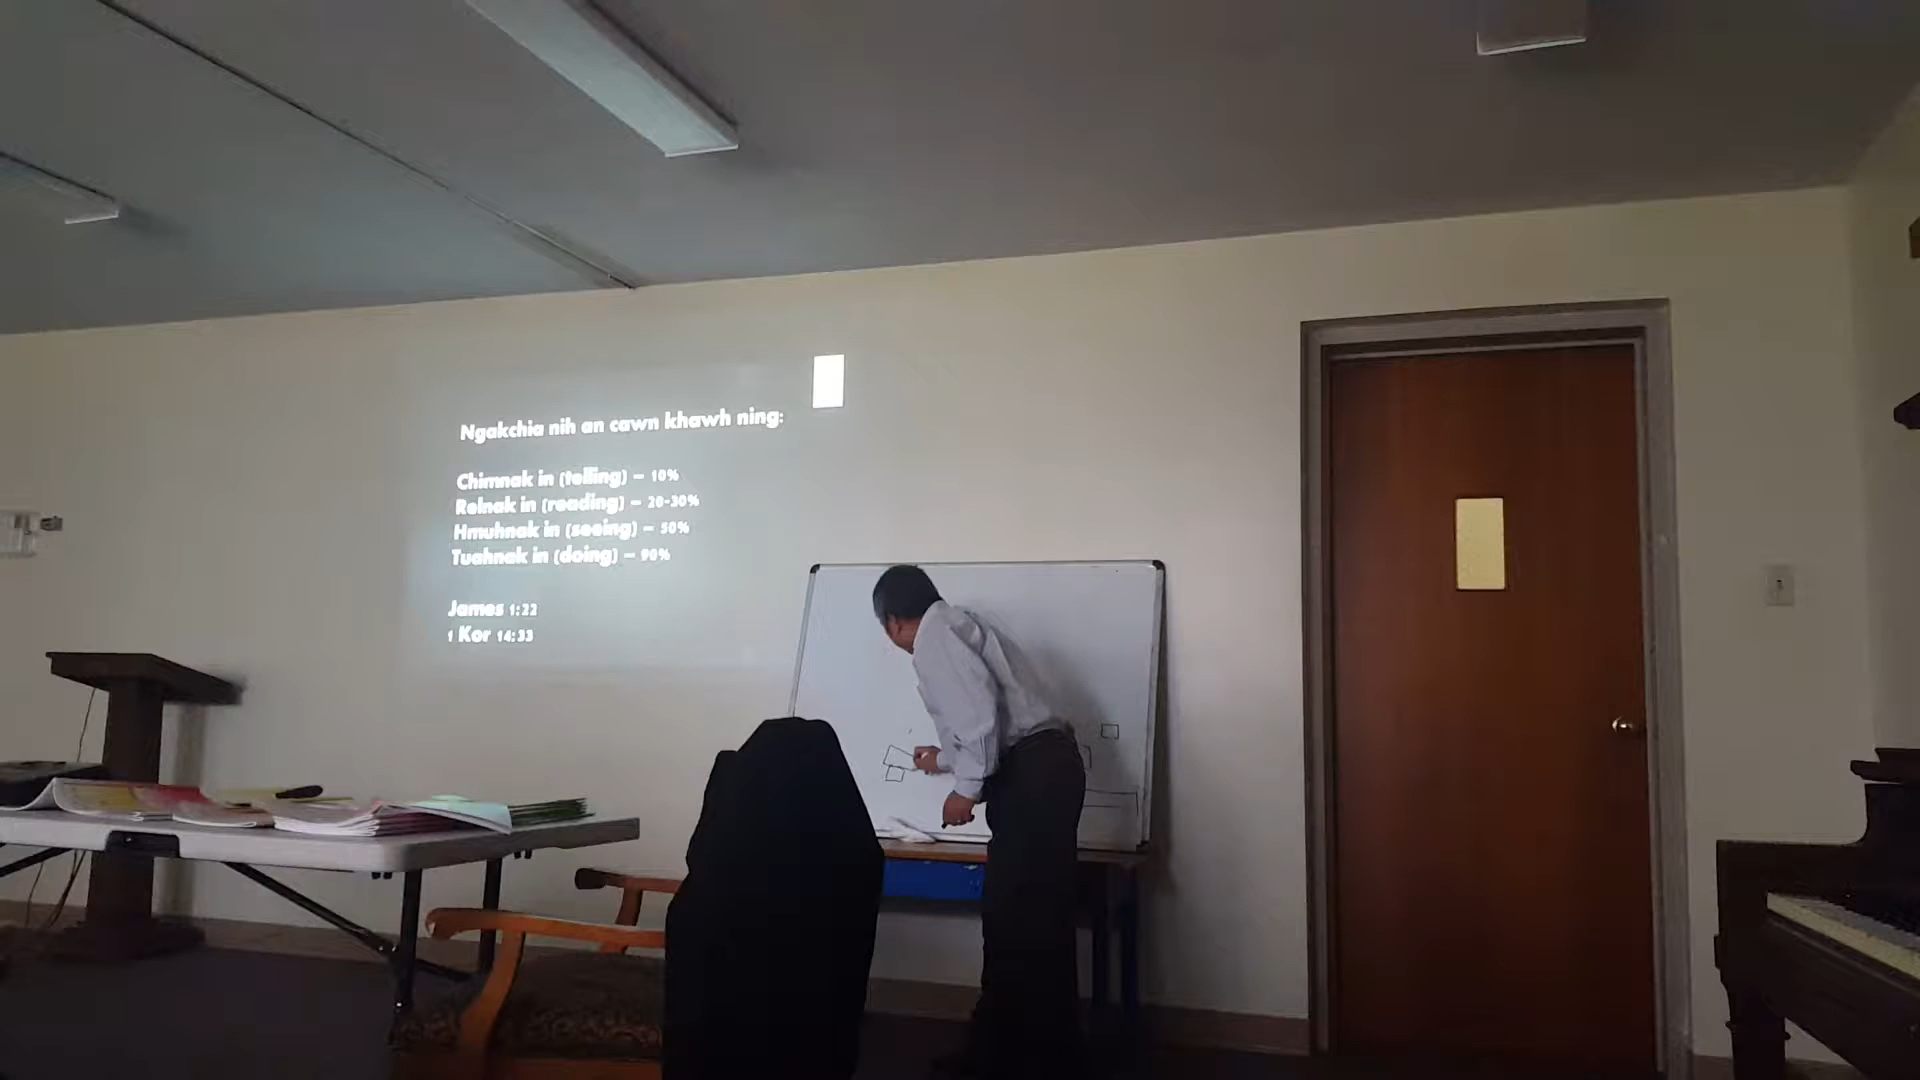 Ngakchia nih an cawn khawh ning:
Chimnak in (telling) – 10%
Relnak in (reading) – 20-30%
Hmuhnak in (seeing) – 50%
Tuahnak in (doing) – 90%
James 1:22
1 Kor 14:33